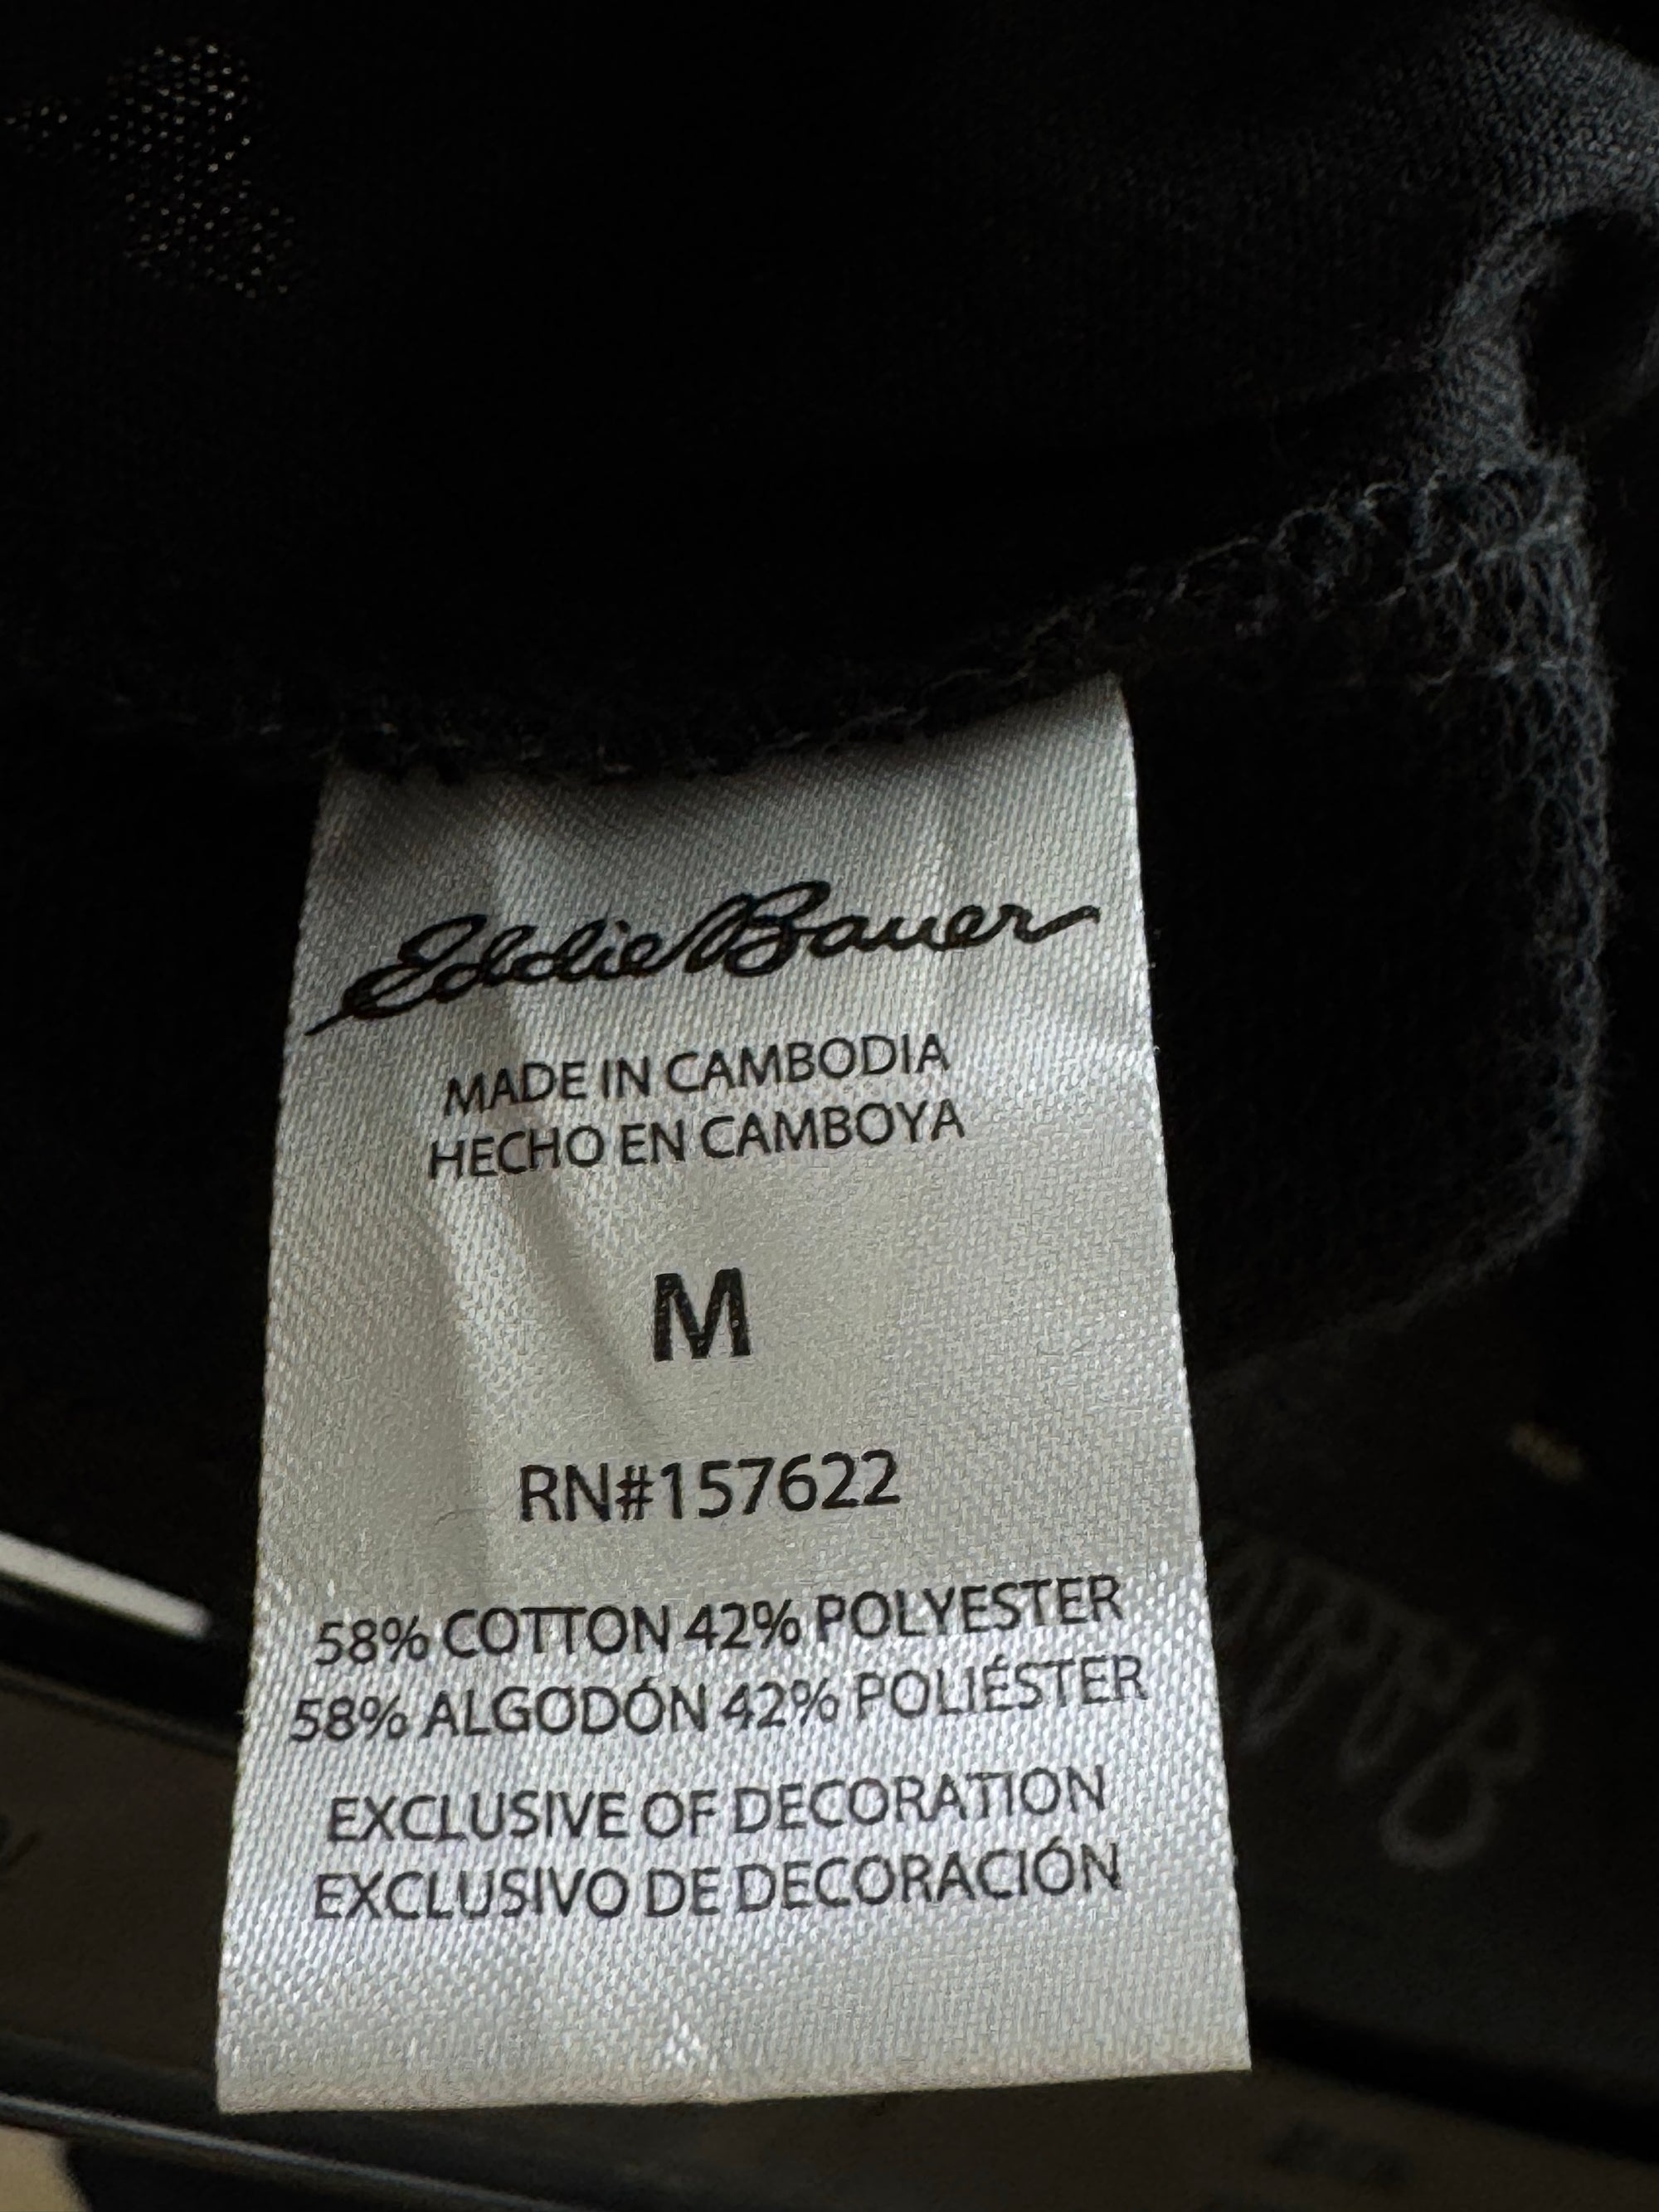 Eddie Bauer
MADE IN CAMBODIA
HECHO EN CAMBOYA
M
RN#157622
58% COTTON 42% POLYESTER
58% ALGODÓN 42% POLIÉSTER
EXCLUSIVE OF DECORATION
EXCLUSIVO DE DECORACIÓN